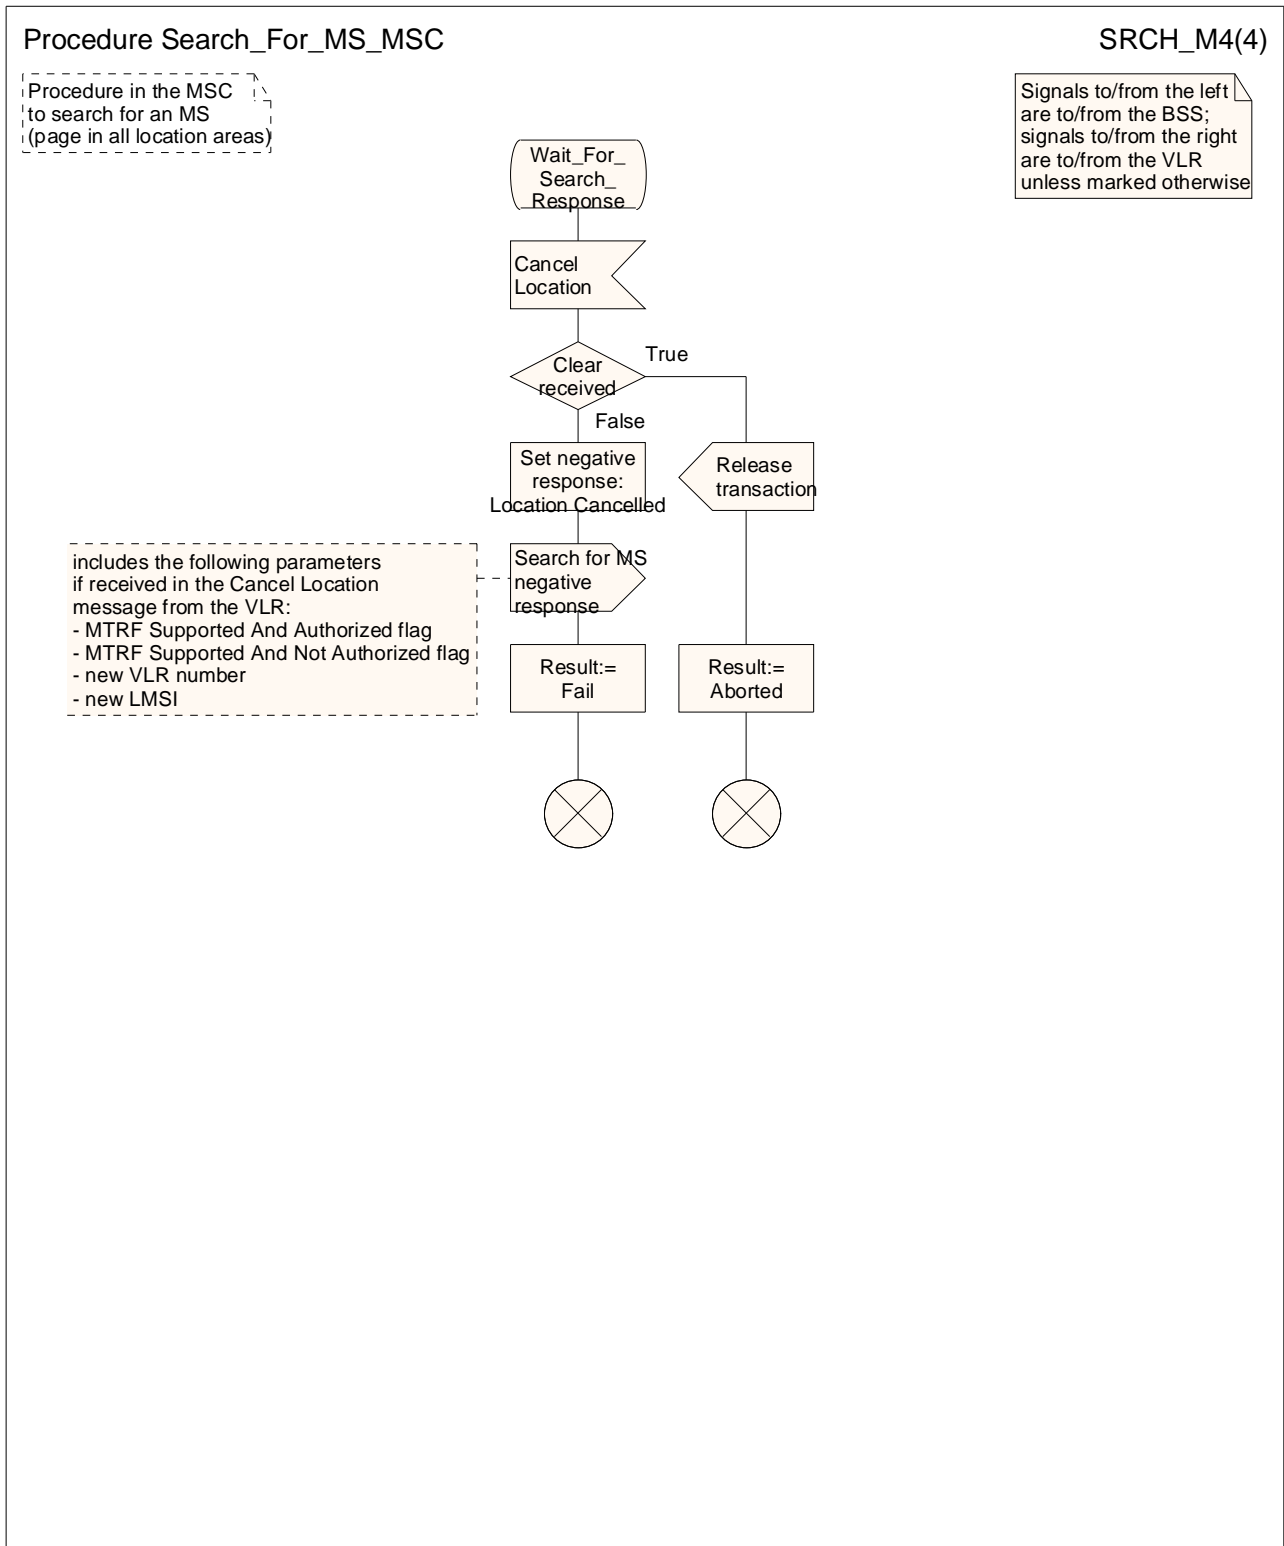 Procedure Search_For_MS_MSC
SRCH_M4(4)
Procedure in the MSC
to search for an MS
(page in all location areas)
Signals to/from the left
are to/from the BSS;
signals to/from the right
are to/from the VLR
unless marked otherwise
Wait_For_
Search_
Response
Cancel
Location
Clear
received
True
False
Set negative
response:
Location Cancelled
Release
transaction
includes the following parameters
if received in the Cancel Location
message from the VLR:
- MTRF Supported And Authorized flag
- MTRF Supported And Not Authorized flag
- new VLR number
- new LMSI
Search for MS
negative
response
Result:=
Fail
Result:=
Aborted